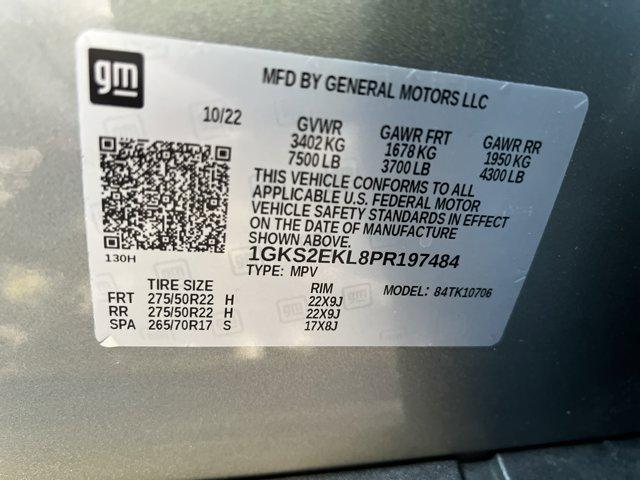 gm
MFD BY GENERAL MOTORS LLC
10/22 GVWR GAWR FRT GAWR RR
3402 KG 1678 KG 1950 KG
7500 LB 3700 LB 4300 LB
THIS VEHICLE CONFORMS TO ALL
APPLICABLE U.S. FEDERAL MOTOR
VEHICLE SAFETY STANDARDS IN EFFECT
ON THE DATE OF MANUFACTURE
SHOWN ABOVE.
130H
1GKS2EKL8PR197484
TYPE: MPV
TIRE SIZE RIM MODEL: 84TK10706
FRT 275/50R22 H 22X9J
RR 275/50R22 H 22X9J
SPA 265/70R17 S 17X8J